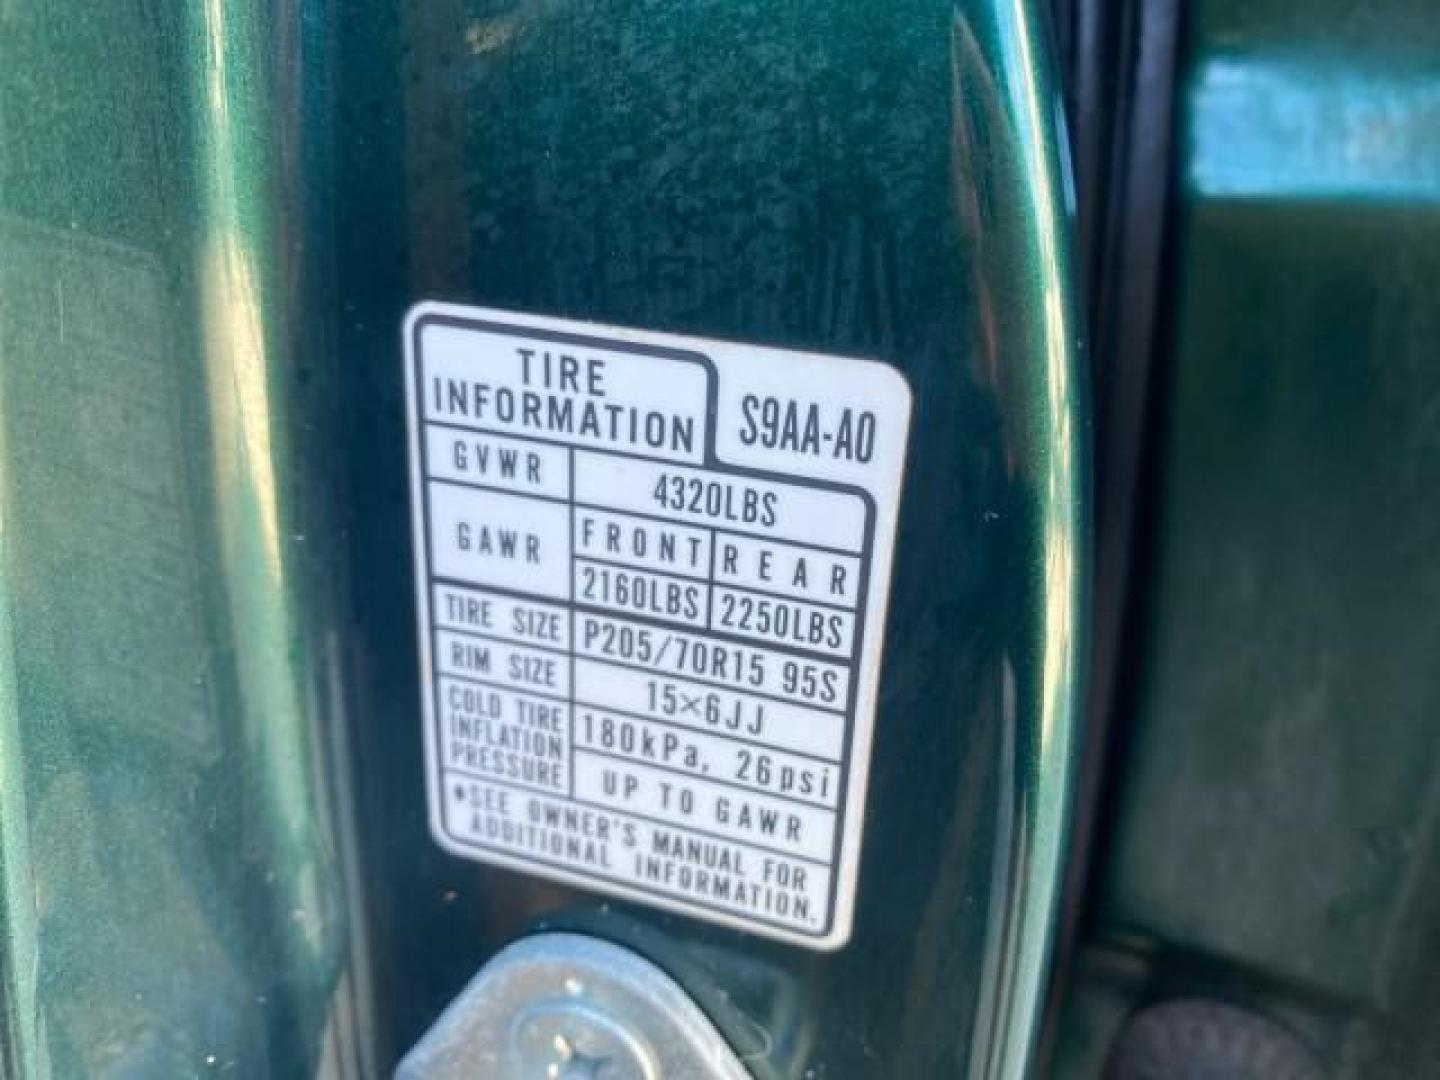 TIRE
INFORMATION
S9AA-A0
GVWR 4320LBS
GAWR FRONT REAR
2160LBS 2250LBS
TIRE SIZE P205/70R15 95S
RIM SIZE 15×6JJ
COLD TIRE
INFLATION
PRESSURE
180kPa, 26psi
UP TO GAWR
*SEE OWNER'S MANUAL FOR
ADDITIONAL INFORMATION.